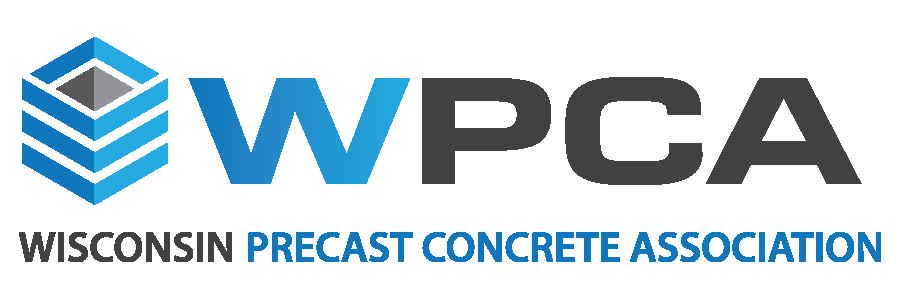 WPCA
WISCONSIN PRECAST CONCRETE ASSOCIATION